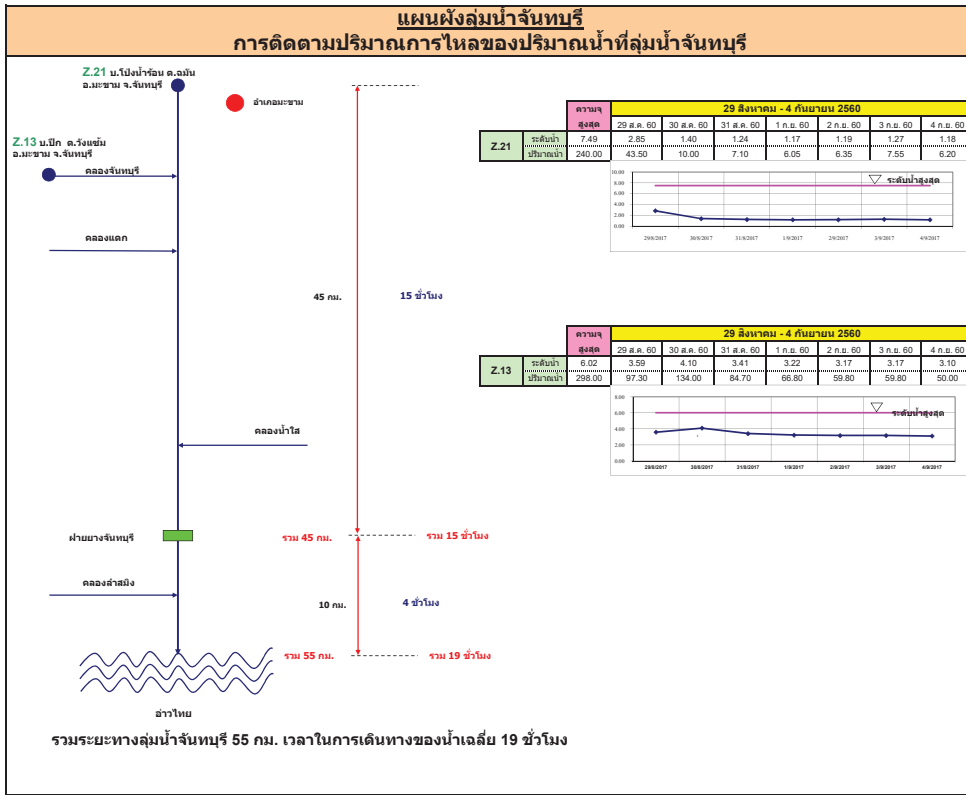 แผนผังลุ่มน้ำจันทบุรี
การติดตามปริมาณการไหลของปริมาณน้ำที่ลุ่มน้ำจันทบุรี
Z.21 บ.โป่งน้ำร้อน ต.ฉมัน
อ.มะขาม จ.จันทบุรี
อำเภอมะขาม
Z.13 บ.ปึก ต.วังแซ้ม
อ.มะขาม จ.จันทบุรี
คลองจันทบุรี
คลองแตก
45 กม. 15 ชั่วโมง
คลองน้ำใส
ฝายยางจันทบุรี รวม 45 กม. รวม 15 ชั่วโมง
คลองลำสมิง
10 กม. 4 ชั่วโมง
รวม 55 กม. รวม 19 ชั่วโมง
อ่าวไทย
รวมระยะทางลุ่มน้ำจันทบุรี 55 กม. เวลาในการเดินทางของน้ำเฉลี่ย 19 ชั่วโมง
ความจุ 29 สิงหาคม - 4 กันยายน 2560
สูงสุด 29 ส.ค. 60 30 ส.ค. 60 31 ส.ค. 60 1 ก.ย. 60 2 ก.ย. 60 3 ก.ย. 60 4 ก.ย. 60
Z.21 ระดับน้ำ 7.49 2.85 1.40 1.24 1.17 1.19 1.27 1.18
ปริมาณน้ำ 240.00 43.50 10.00 7.10 6.05 6.35 7.55 6.20
10.00
8.00
6.00
4.00
2.00
0.00
ระดับน้ำสูงสุด
29/8/2017 30/8/2017 31/8/2017 1/9/2017 2/9/2017 3/9/2017 4/9/2017
ความจุ 29 สิงหาคม - 4 กันยายน 2560
สูงสุด 29 ส.ค. 60 30 ส.ค. 60 31 ส.ค. 60 1 ก.ย. 60 2 ก.ย. 60 3 ก.ย. 60 4 ก.ย. 60
Z.13 ระดับน้ำ 6.02 3.59 4.10 3.41 3.22 3.17 3.17 3.10
ปริมาณน้ำ 298.00 97.30 134.00 84.70 66.80 59.80 59.80 50.00
8.00
6.00
4.00
2.00
0.00
ระดับน้ำสูงสุด
29/8/2017 30/8/2017 31/8/2017 1/9/2017 2/9/2017 3/9/2017 4/9/2017